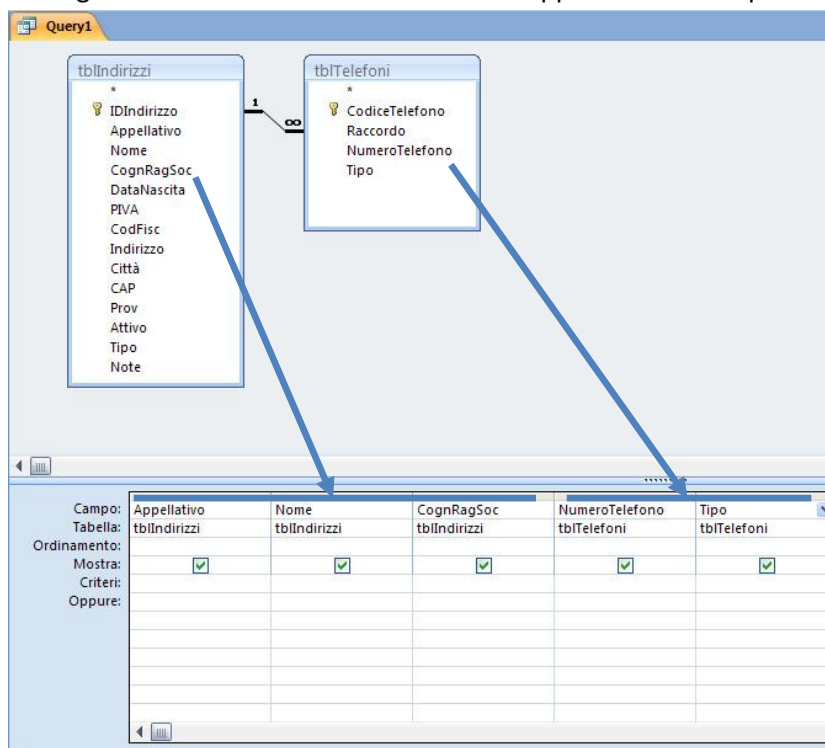 Query1
tblIndirizzi
*
IDIndirizzo
Appellativo
Nome
CognRagSoc
DataNascita
PIVA
CodFisc
Indirizzo
Città
CAP
Prov
Attivo
Tipo
Note
1 ∞
tblTelefoni
*
CodiceTelefono
Raccordo
NumeroTelefono
Tipo
Campo: Appellativo Nome CognRagSoc NumeroTelefono Tipo
Tabella: tblIndirizzi tblIndirizzi tblIndirizzi tblTelefoni tblTelefoni
Ordinamento:
Mostra:
Criteri:
Oppure: